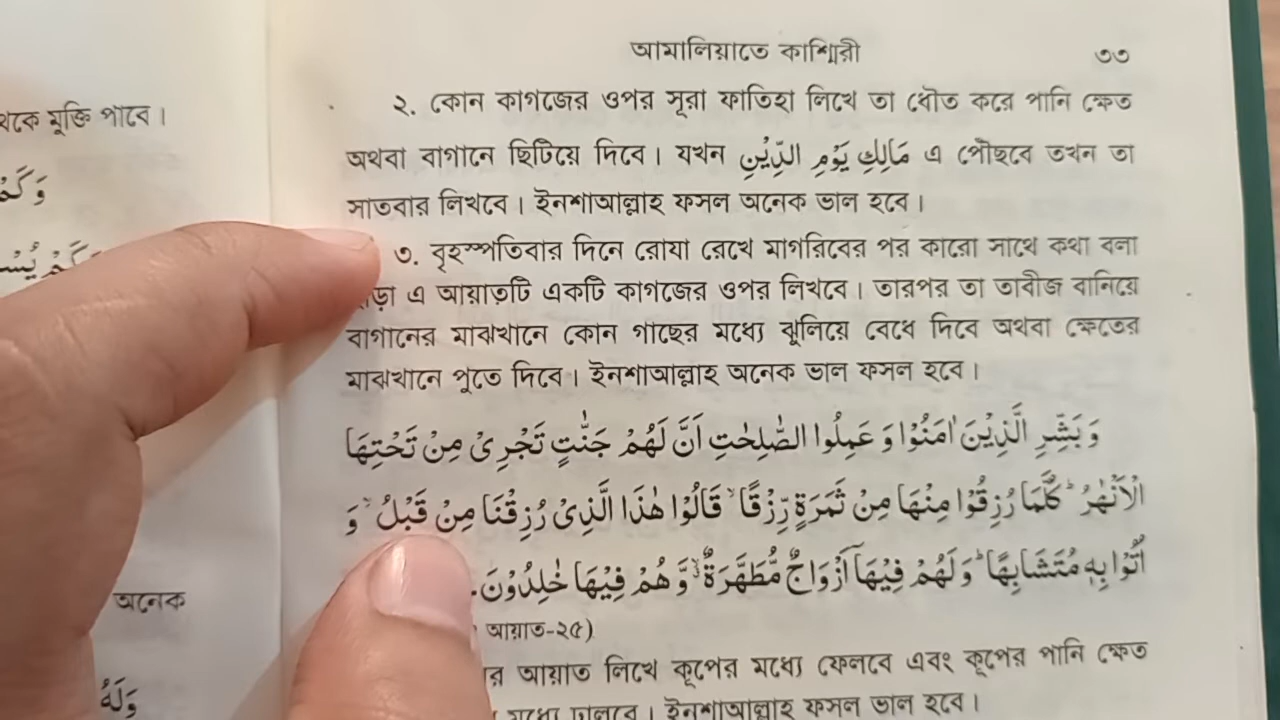 থকে মুক্তি পাবে।
وَكَمْ
অনেক
وَلَهٗ
আমালিয়াতে কাশ্মিরী ৩৩
২. কোন কাগজের ওপর সূরা ফাতিহা লিখে তা ধৌত করে পানি ক্ষেত
অথবা বাগানে ছিটিয়ে দিবে। যখন مَالِكِ يَوْمِ الدِّيْنِ এ পৌছবে তখন তা
সাতবার লিখবে। ইনশাআল্লাহ ফসল অনেক ভাল হবে।
৩. বৃহস্পতিবার দিনে রোযা রেখে মাগরিবের পর কারো সাথে কথা বলা
ড়া এ আয়াতটি একটি কাগজের ওপর লিখবে। তারপর তা তাবীজ বানিয়ে
বাগানের মাঝখানে কোন গাছের মধ্যে ঝুলিয়ে বেধে দিবে অথবা ক্ষেতের
মাঝখানে পুতে দিবে। ইনশাআল্লাহ অনেক ভাল ফসল হবে।
وَبَشِّرِ الَّذِيْنَ اٰمَنُوْا وَعَمِلُوا الصّٰلِحٰتِ اَنَّ لَهُمْ جَنّٰتٍ تَجْرِىْ مِنْ تَحْتِهَا
الْاَنْهٰرُ ؕ كُلَّمَا رُزِقُوْا مِنْهَا مِنْ ثَمَرَةٍ رِّزْقًا ۙ قَالُوْا هٰذَا الَّذِىْ رُزِقْنَا مِنْ قَبْلُ ۙ وَ
اُتُوْا بِهٖ مُتَشَابِهًا ؕ وَلَهُمْ فِيْهَآ اَزْوَاجٌ مُّطَهَّرَةٌ ۙ وَّهُمْ فِيْهَا خٰلِدُوْنَ.
আয়াত-২৫)
র আয়াত লিখে কূপের মধ্যে ফেলবে এবং কূপের পানি ক্ষেত
মধ্যে ঢালবে। ইনশাআল্লাহ ফসল ভাল হবে।